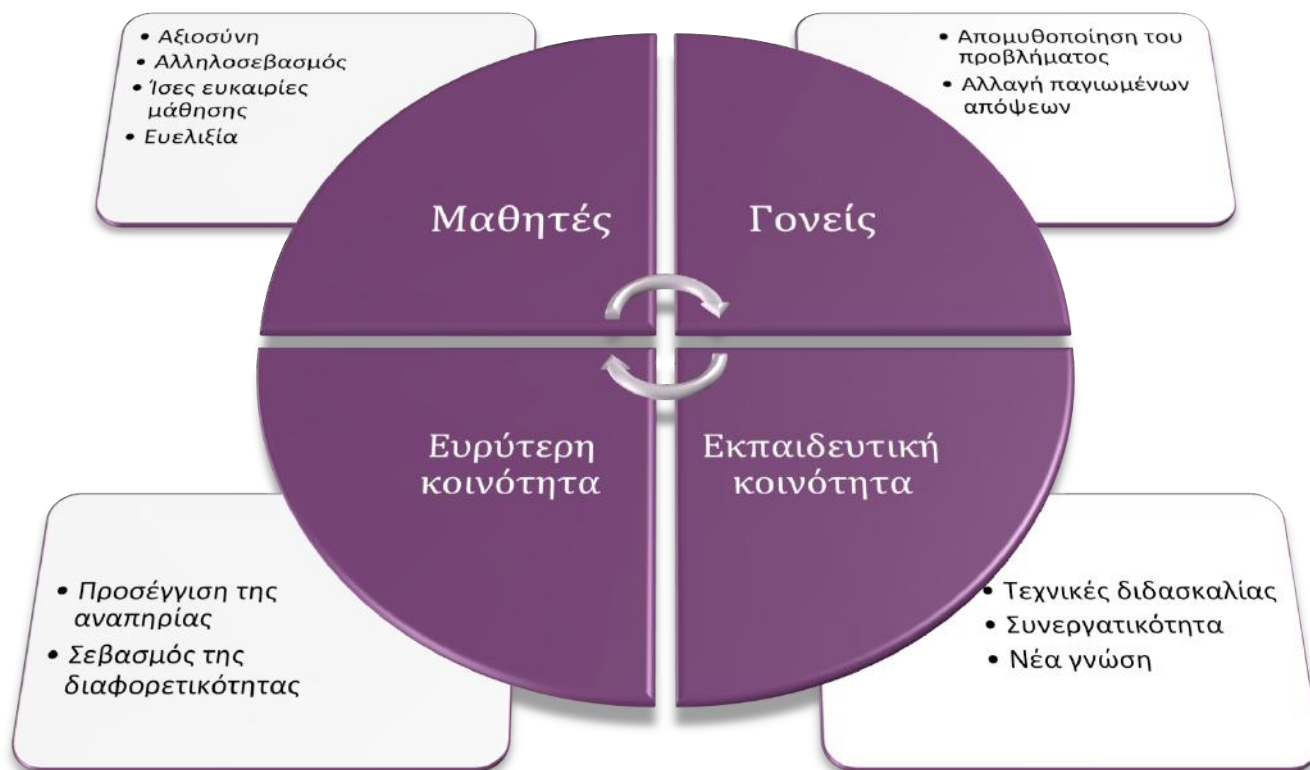 • Αξιοσύνη
• Αλληλοσεβασμός
• Ίσες ευκαιρίες
μάθησης
• Ευελιξία
• Απομυθοποίηση του
προβλήματος
• Αλλαγή παγιωμένων
απόψεων
Μαθητές
Γονείς
Ευρύτερη
κοινότητα
Εκπαιδευτική
κοινότητα
• Προσέγγιση της
αναπηρίας
• Σεβασμός της
διαφορετικότητας
• Τεχνικές διδασκαλίας
• Συνεργατικότητα
• Νέα γνώση